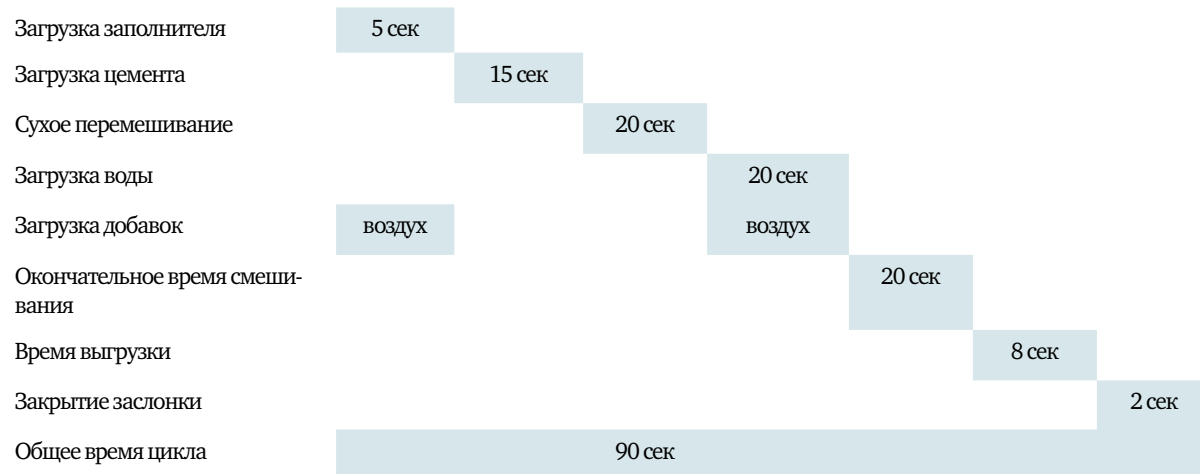 Загрузка заполнителя 5 сек
Загрузка цемента 15 сек
Сухое перемешивание 20 сек
Загрузка воды 20 сек
Загрузка добавок воздух воздух
Окончательное время смеши-
вания 20 сек
Время выгрузки 8 сек
Закрытие заслонки 2 сек
Общее время цикла 90 сек